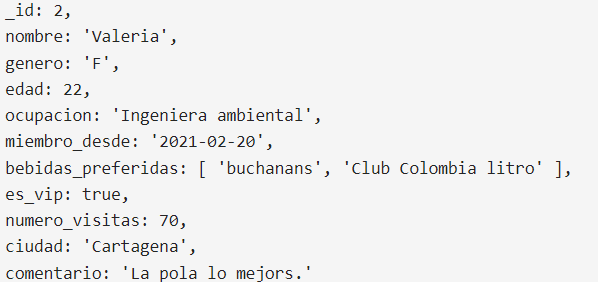 _id: 2,
nombre: 'Valeria',
genero: 'F',
edad: 22,
ocupacion: 'Ingeniera ambiental',
miembro_desde: '2021-02-20',
bebidas_preferidas: [ 'buchanans', 'Club Colombia litro' ],
es_vip: true,
numero_visitas: 70,
ciudad: 'Cartagena',
comentario: 'La pola lo mejors.'